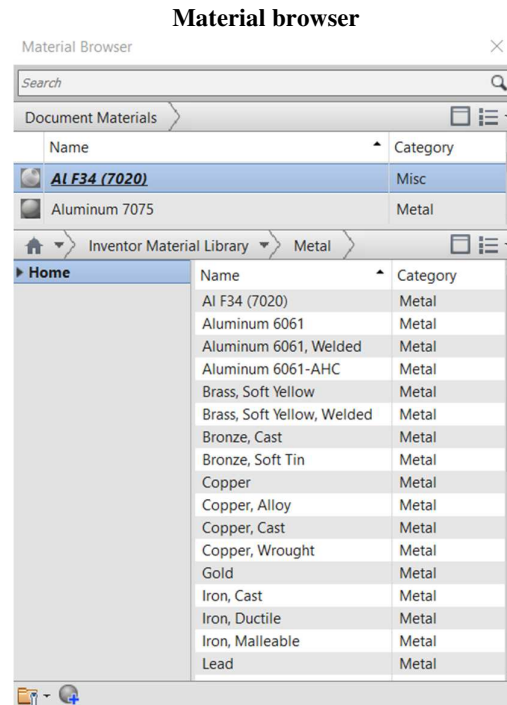 Material browser
Material Browser
Search
Document Materials
Name Category
Al F34 (7020) Misc
Aluminum 7075 Metal
Inventor Material Library Metal
Home
Name Category
Al F34 (7020) Metal
Aluminum 6061 Metal
Aluminum 6061, Welded Metal
Aluminum 6061-AHC Metal
Brass, Soft Yellow Metal
Brass, Soft Yellow, Welded Metal
Bronze, Cast Metal
Bronze, Soft Tin Metal
Copper Metal
Copper, Alloy Metal
Copper, Cast Metal
Copper, Wrought Metal
Gold Metal
Iron, Cast Metal
Iron, Ductile Metal
Iron, Malleable Metal
Lead Metal